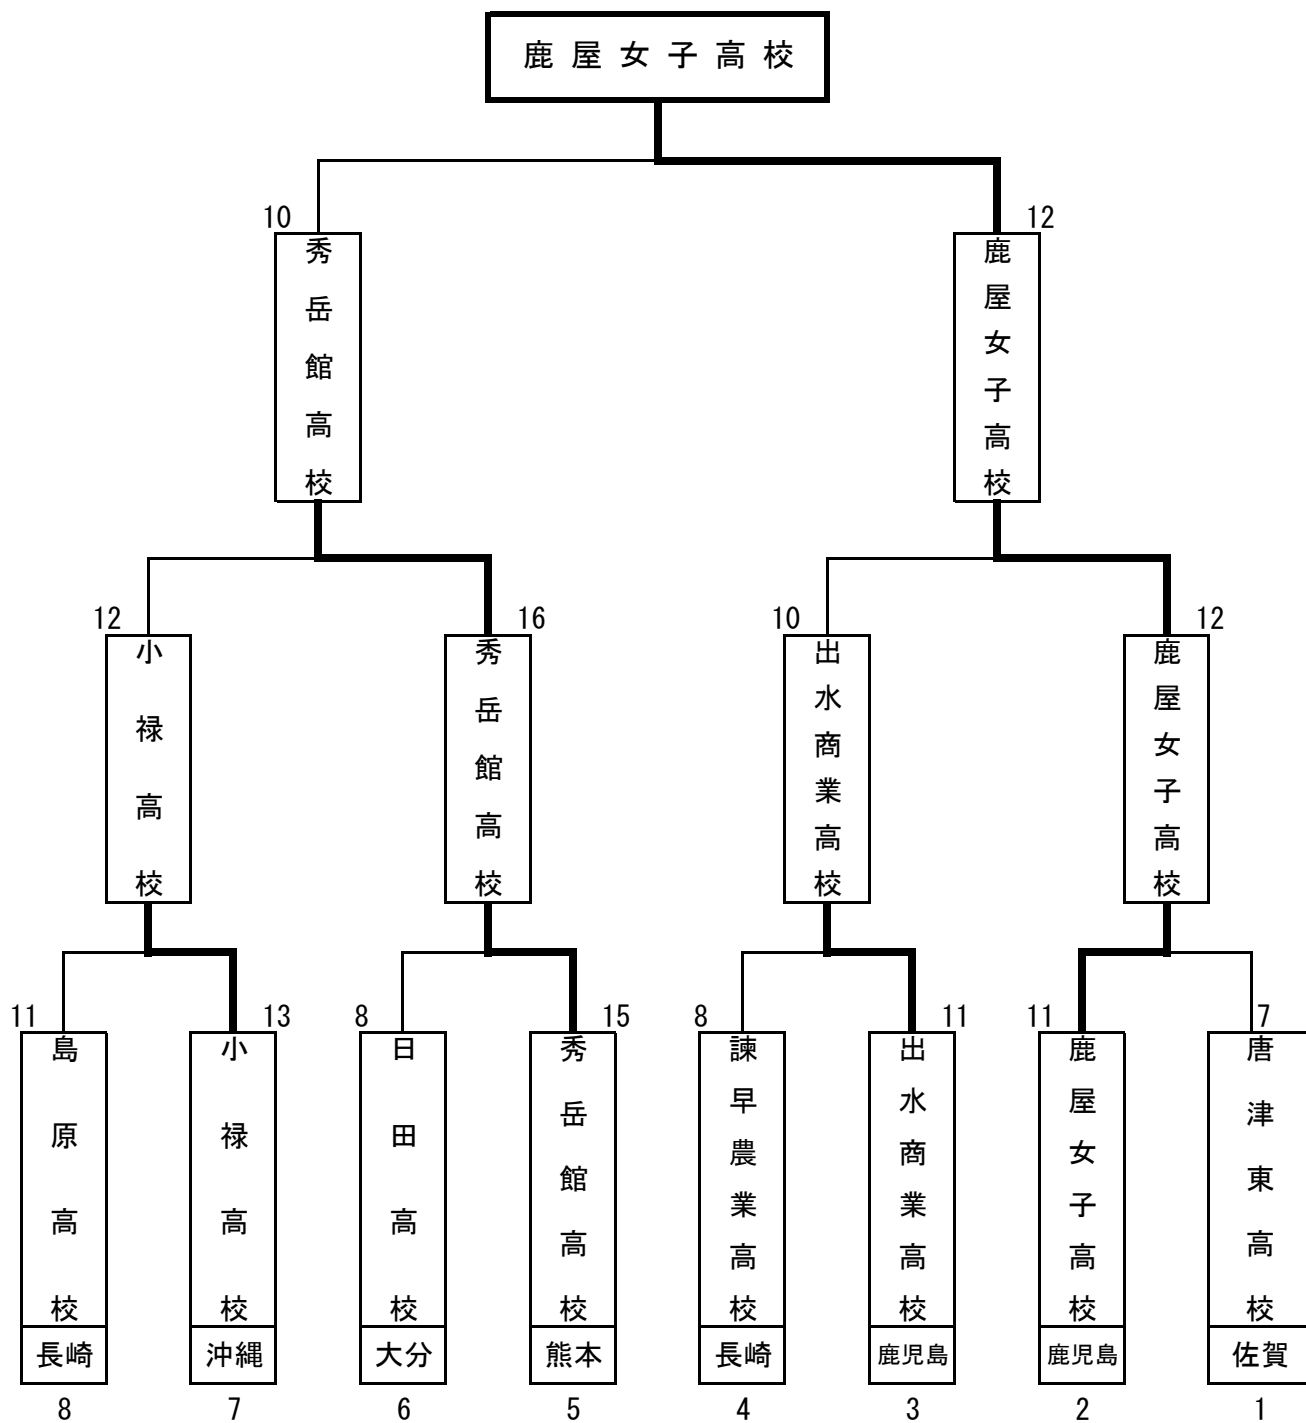 鹿屋女子高校
10
12
秀岳館高校
鹿屋女子高校
12
16
10
12
小禄高校
秀岳館高校
出水商業高校
鹿屋女子高校
11
13
8
15
8
11
11
7
島原高校
小禄高校
日田高校
秀岳館高校
諫早農業高校
出水商業高校
鹿屋女子高校
唐津東高校
長崎
沖縄
大分
熊本
長崎
鹿児島
鹿児島
佐賀
8
7
6
5
4
3
2
1